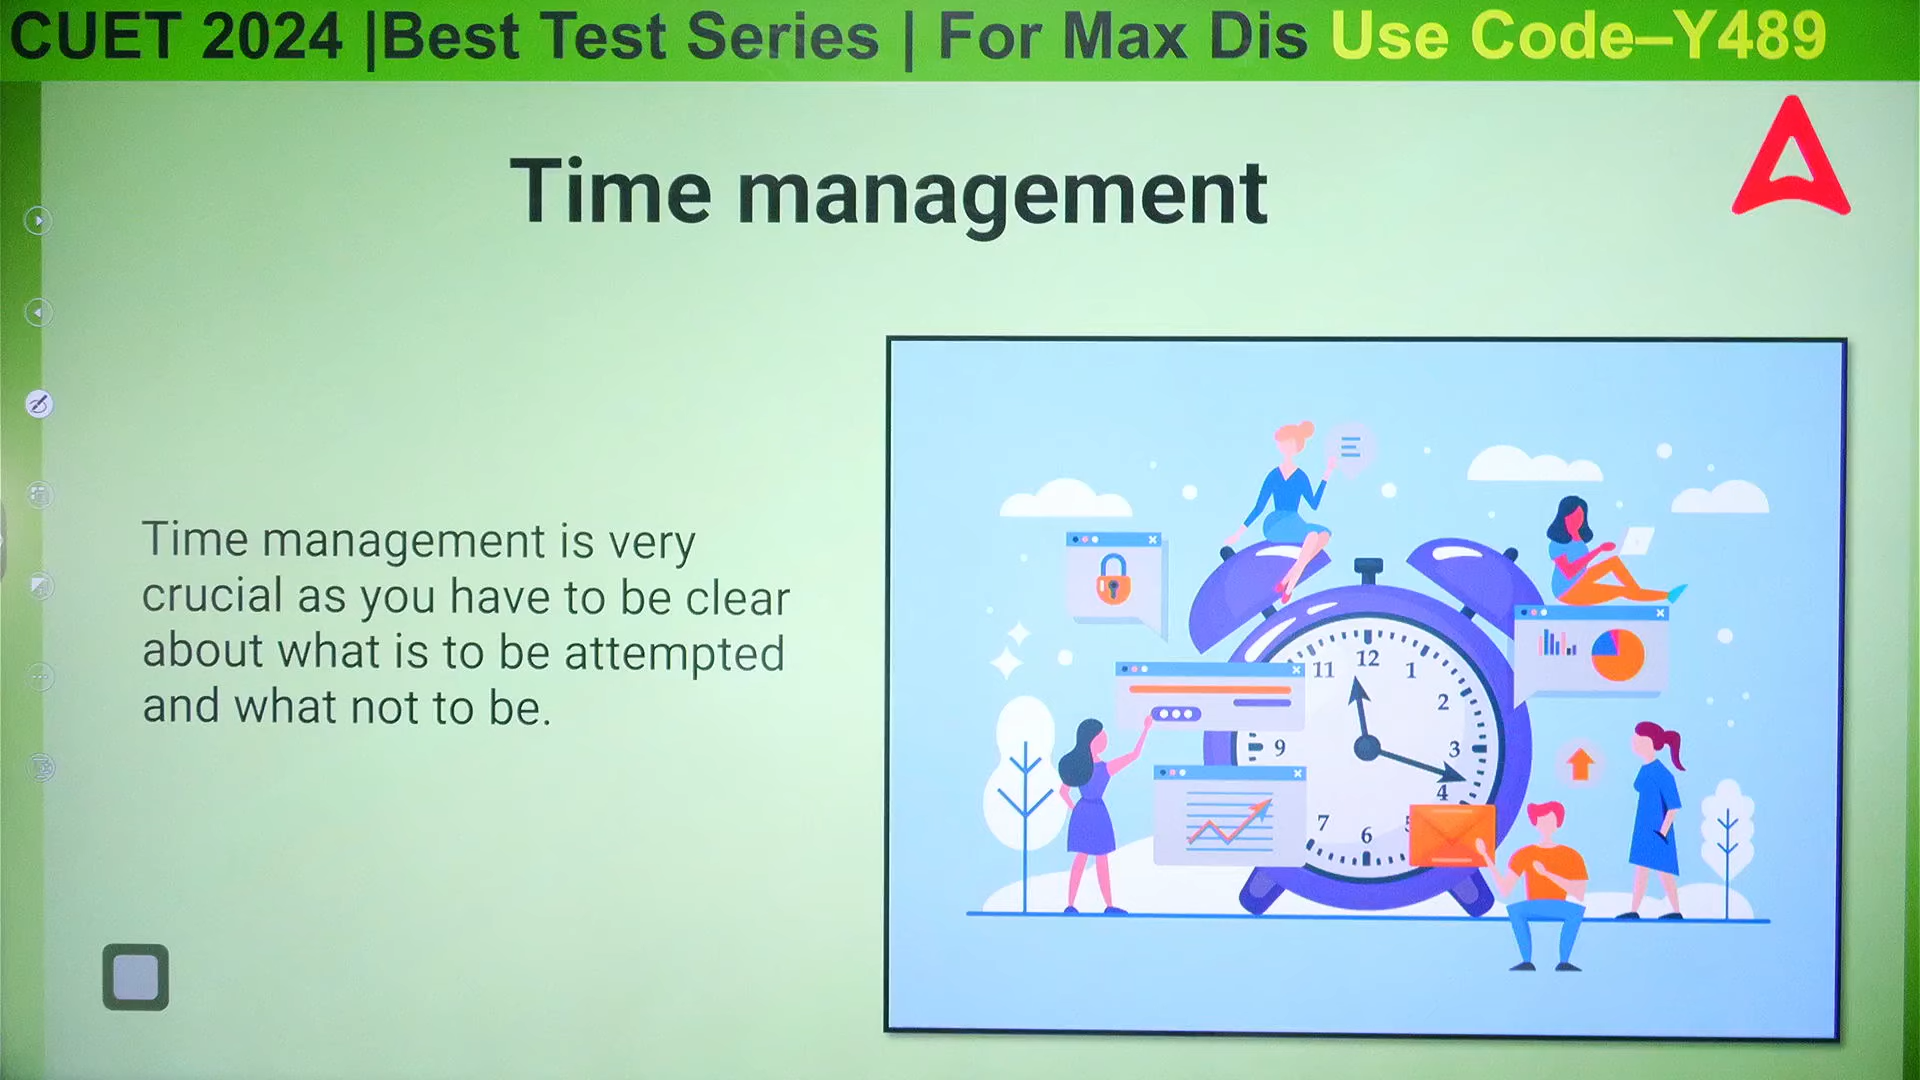 CUET 2024 |Best Test Series | For Max Dis Use Code–Y489
Time management
Time management is very
crucial as you have to be clear
about what is to be attempted
and what not to be.
11 12 1
2
9 3
4
7 6